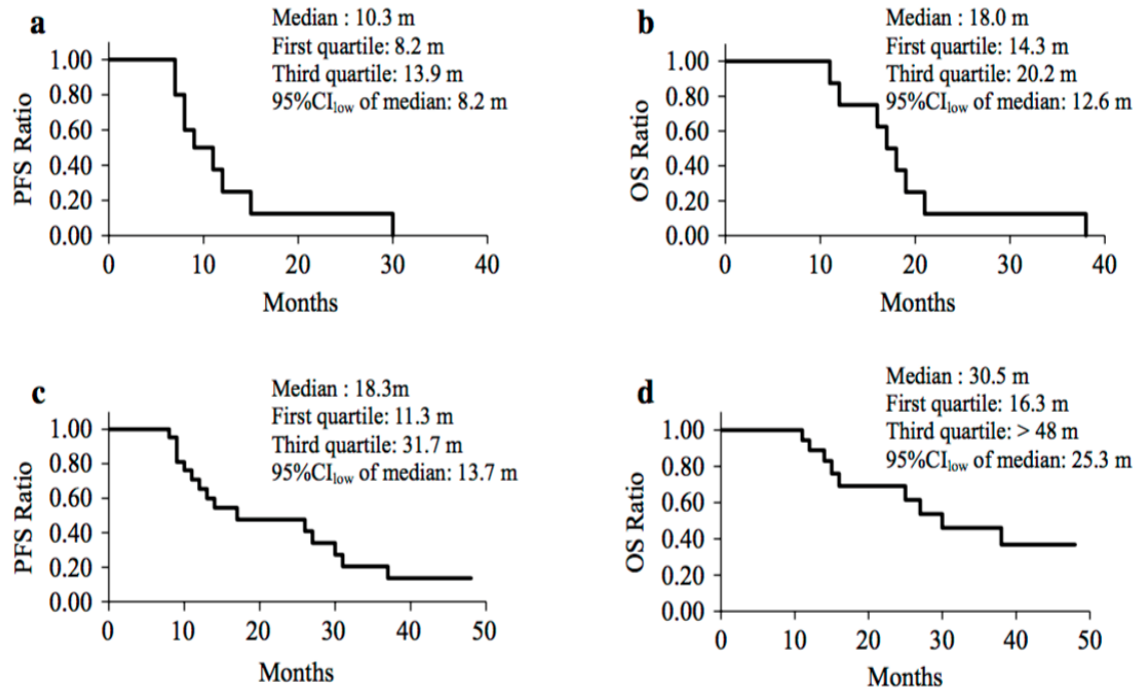 a
Median : 10.3 m
First quartile: 8.2 m
Third quartile: 13.9 m
95%CIlow of median: 8.2 m
PFS Ratio
1.00
0.80
0.60
0.40
0.20
0.00
0 10 20 30 40
Months
b
Median : 18.0 m
First quartile: 14.3 m
Third quartile: 20.2 m
95%CIlow of median: 12.6 m
OS Ratio
1.00
0.80
0.60
0.40
0.20
0.00
0 10 20 30 40
Months
c
Median : 18.3m
First quartile: 11.3 m
Third quartile: 31.7 m
95%CIlow of median: 13.7 m
PFS Ratio
1.00
0.80
0.60
0.40
0.20
0.00
0 10 20 30 40 50
Months
d
Median : 30.5 m
First quartile: 16.3 m
Third quartile: > 48 m
95%CIlow of median: 25.3 m
OS Ratio
1.00
0.80
0.60
0.40
0.20
0.00
0 10 20 30 40 50
Months